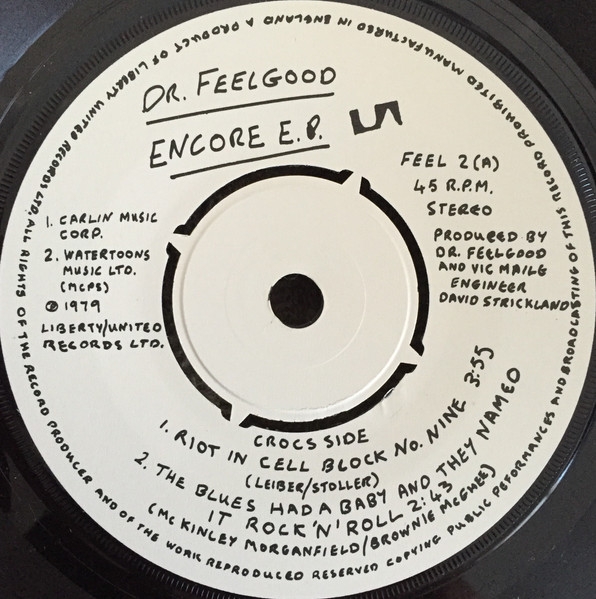 MANUFACTURED IN ENGLAND A PRODUCT OF LIBERTY UNITED RECORDS LTD. ALL RIGHTS OF THE RECORD PRODUCER AND OF THE WORK REPRODUCED RESERVED COPYING PUBLIC PEFORMANCES AND BROADCASTING OF THIS RECORD PROHIBITED
DR. FEELGOOD
ENCORE E.P.
FEEL 2 (A)
45 R.P.M.
STEREO
1. CARLIN MUSIC
CORP.
2. WATERTOONS
MUSIC LTD.
(MCPS)
℗ 1979
LIBERTY/UNITED
RECORDS LTD.
PRODUCED BY
DR. FEELGOOD
AND VIC MAILE
ENGINEER
DAVID STRICKLAND
CROCS SIDE
1. RIOT IN CELL BLOCK NO. NINE 3:55
(LEIBER/STOLLER)
2. THE BLUES HAD A BABY AND THEY NAMED
IT ROCK 'N' ROLL 2:43
(MC KINLEY MORGANFIELD/BROWNIE MCGHEE)